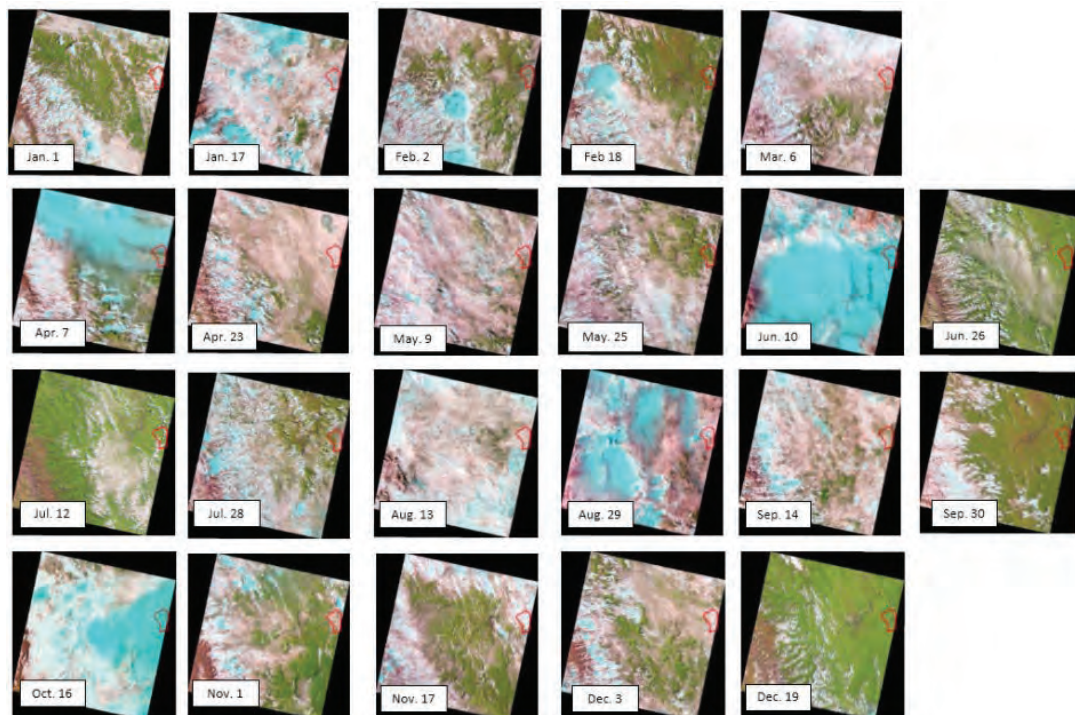 Jan. 1
Jan. 17
Feb. 2
Feb 18
Mar. 6
Apr. 7
Apr. 23
May. 9
May. 25
Jun. 10
Jun. 26
Jul. 12
Jul. 28
Aug. 13
Aug. 29
Sep. 14
Sep. 30
Oct. 16
Nov. 1
Nov. 17
Dec. 3
Dec. 19